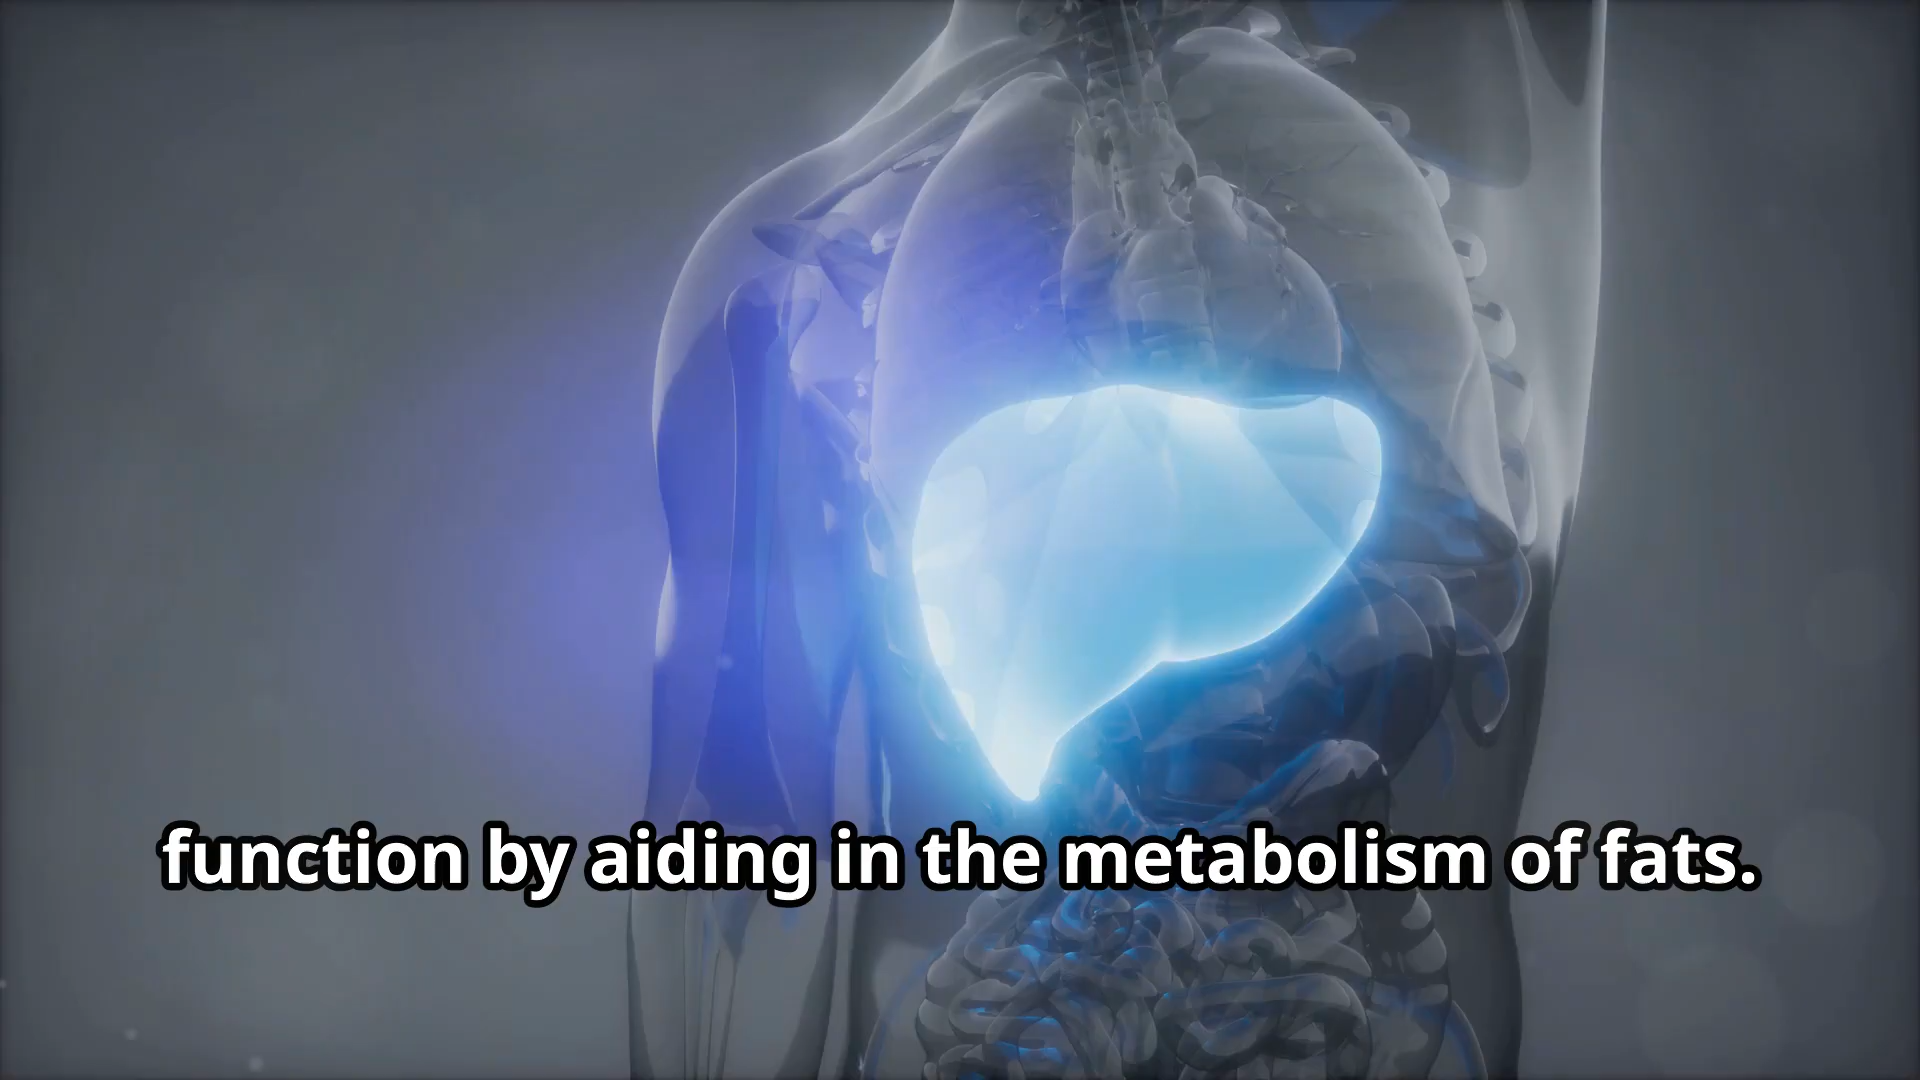 function by aiding in the metabolism of fats.